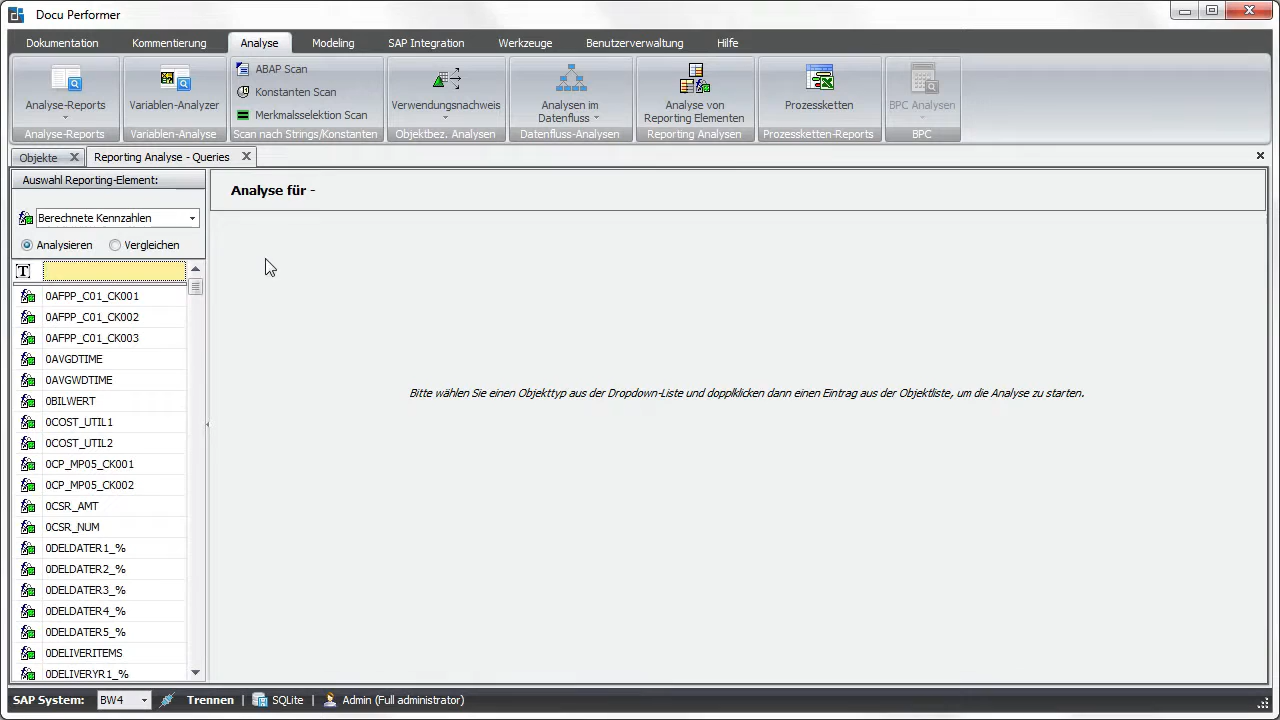 Docu Performer
Dokumentation Kommentierung Analyse Modeling SAP Integration Werkzeuge Benutzerverwaltung Hilfe
Analyse-Reports
Analyse-Reports
Variablen-Analyzer
Variablen-Analyse
ABAP Scan
Konstanten Scan
Merkmalsselektion Scan
Scan nach Strings/Konstanten
Verwendungsnachweis
Objektbez. Analysen
Analysen im
Datenfluss
Datenfluss-Analysen
Analyse von
Reporting Elementen
Reporting Analysen
Prozessketten
Prozessketten-Reports
BPC Analysen
BPC
Objekte Reporting Analyse - Queries
Auswahl Reporting-Element:
Berechnete Kennzahlen
Analysieren Vergleichen
0AFPP_C01_CK001
0AFPP_C01_CK002
0AFPP_C01_CK003
0AVGDTIME
0AVGWDTIME
0BILWERT
0COST_UTIL1
0COST_UTIL2
0CP_MP05_CK001
0CP_MP05_CK002
0CSR_AMT
0CSR_NUM
0DELDATER1_%
0DELDATER2_%
0DELDATER3_%
0DELDATER4_%
0DELDATER5_%
0DELIVERITEMS
0DELIVERYR1_%
Analyse für -
Bitte wählen Sie einen Objekttyp aus der Dropdown-Liste und dopplklicken dann einen Eintrag aus der Objektliste, um die Analyse zu starten.
SAP System: BW4 Trennen | SQLite | Admin (Full administrator)